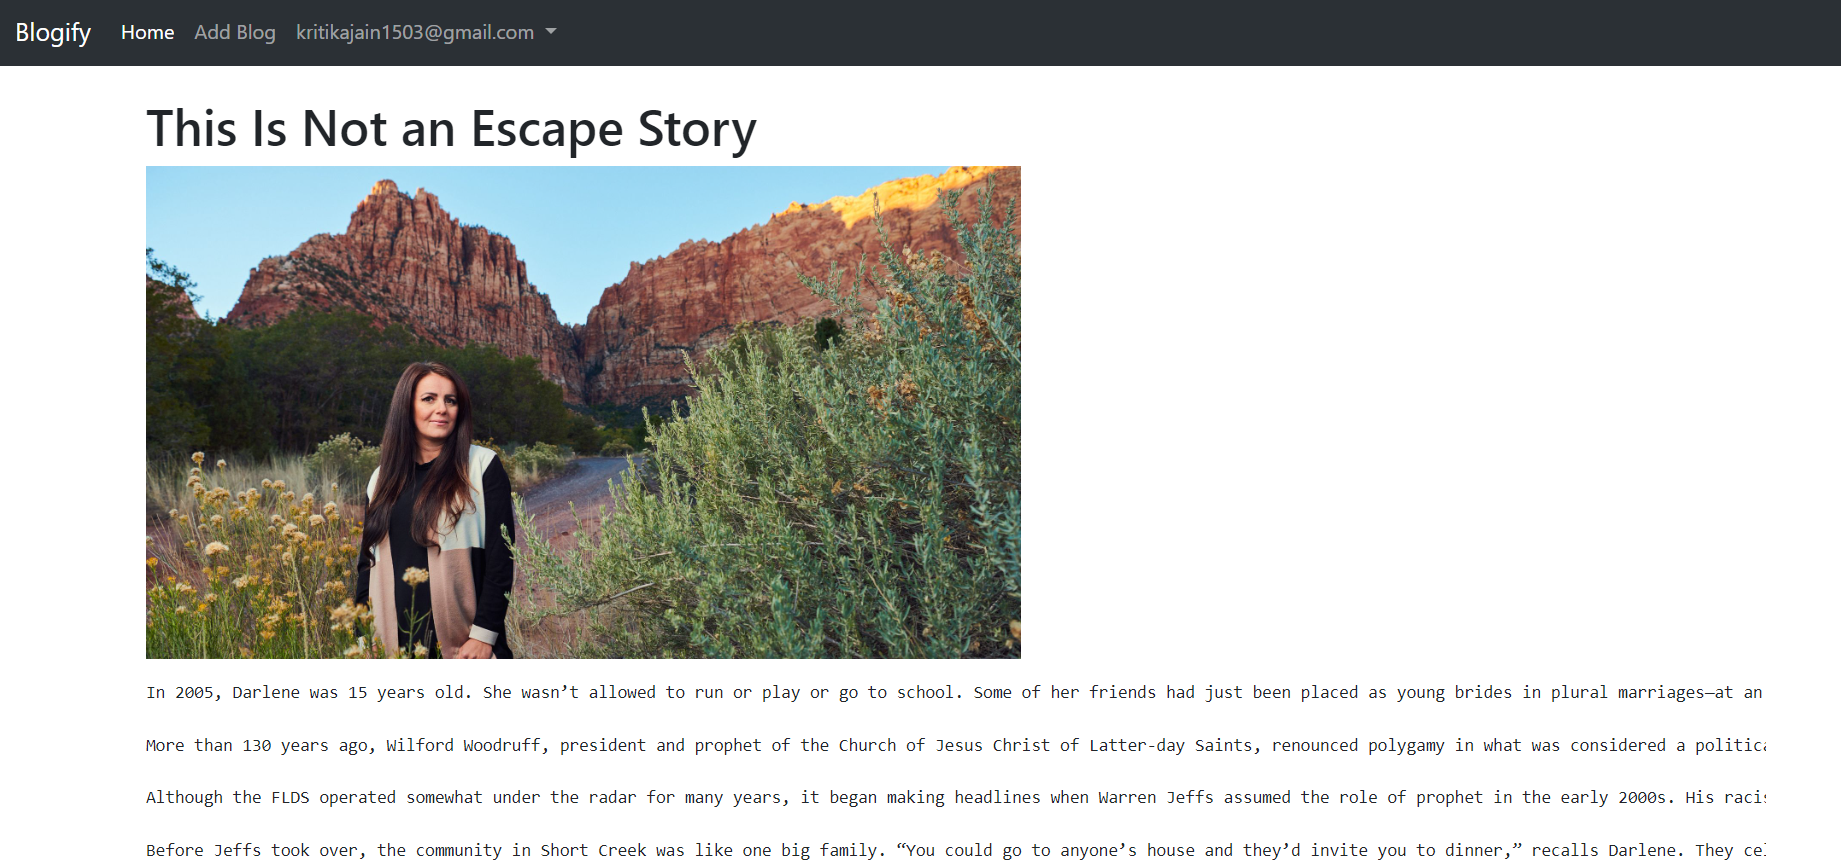 Blogify Home Add Blog kritikajain1503@gmail.com
This Is Not an Escape Story
In 2005, Darlene was 15 years old. She wasn’t allowed to run or play or go to school. Some of her friends had just been placed as young brides in plural marriages—at an
More than 130 years ago, Wilford Woodruff, president and prophet of the Church of Jesus Christ of Latter-day Saints, renounced polygamy in what was considered a
Although the FLDS operated somewhat under the radar for many years, it began making headlines when Warren Jeffs assumed the role of prophet in the early 2000s. His
Before Jeffs took over, the community in Short Creek was like one big family. “You could go to anyone’s house and they’d invite you to dinner,” recalls Darlene. They